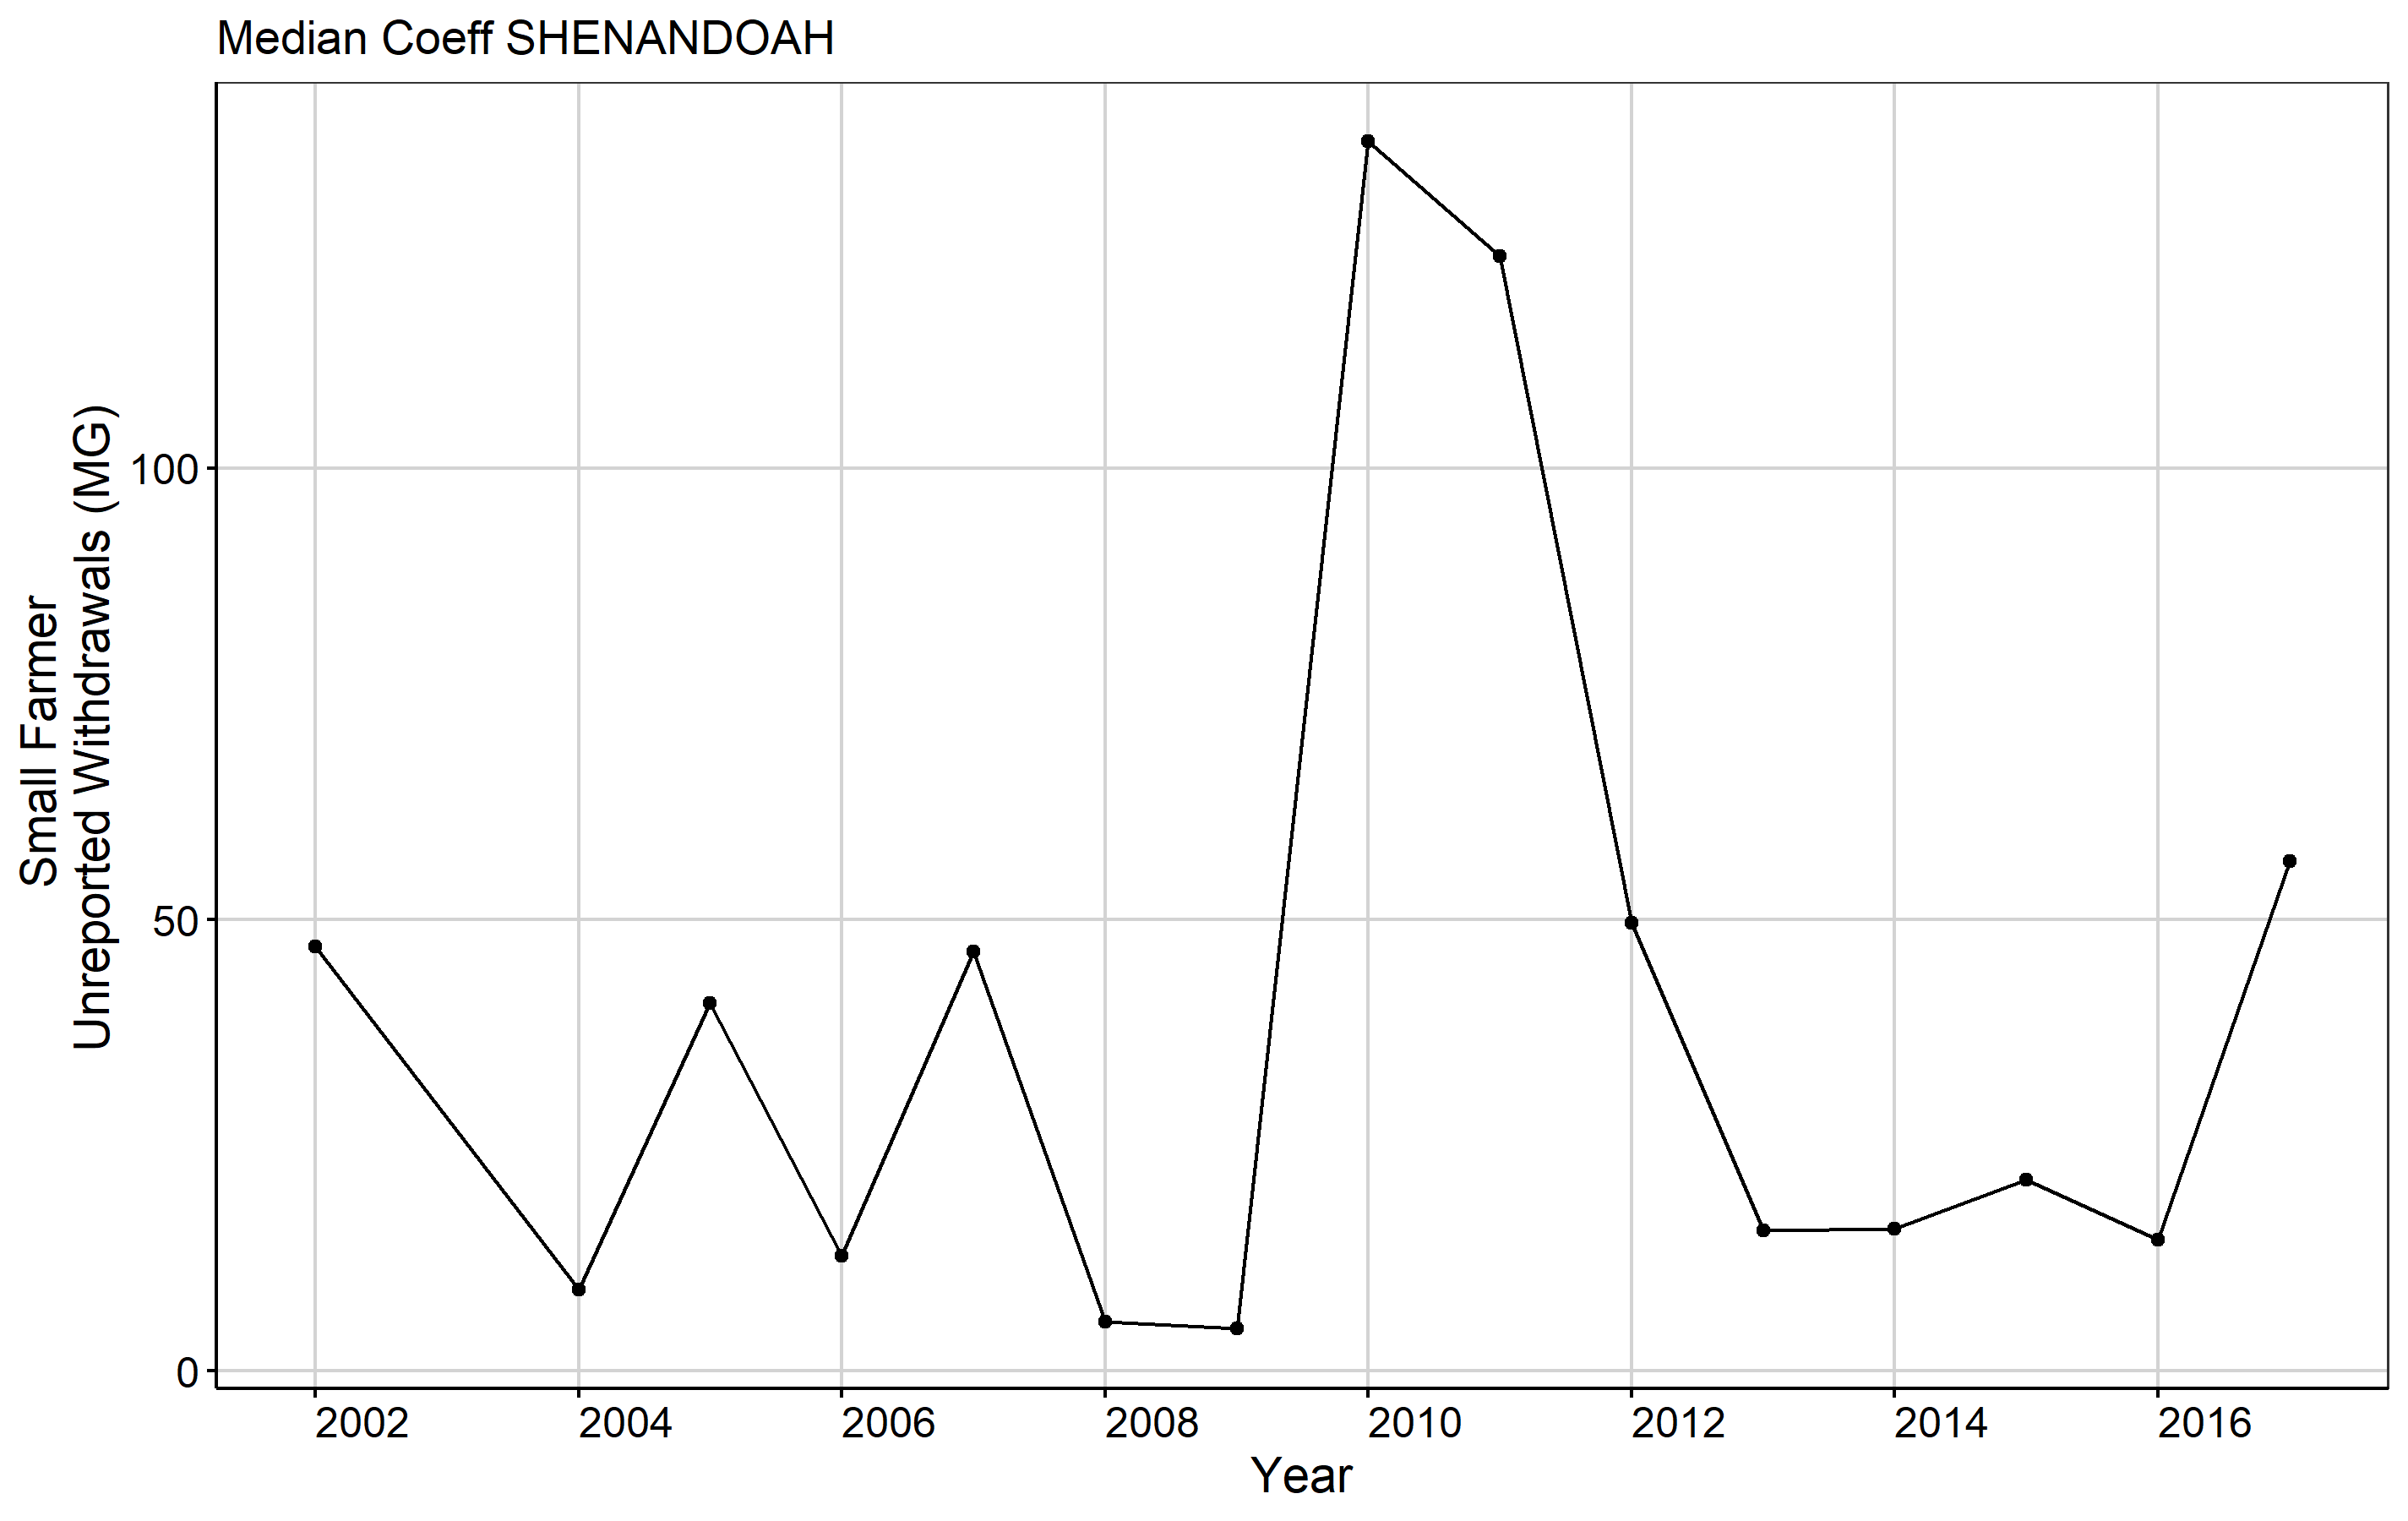 Median Coeff SHENANDOAH
Small Farmer
Unreported Withdrawals (MG)
100
50
0
2002 2004 2006 2008 2010 2012 2014 2016
Year